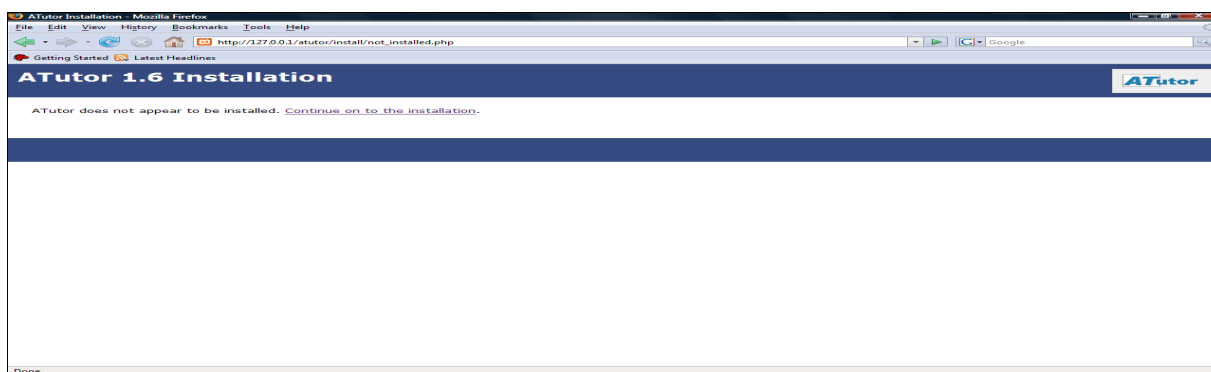 ATutor Installation - Mozilla Firefox
File Edit View History Bookmarks Tools Help
http://127.0.0.1/atutor/install/not_installed.php Google
Getting Started Latest Headlines
ATutor 1.6 Installation
ATutor
ATutor does not appear to be installed. Continue on to the installation.
Done